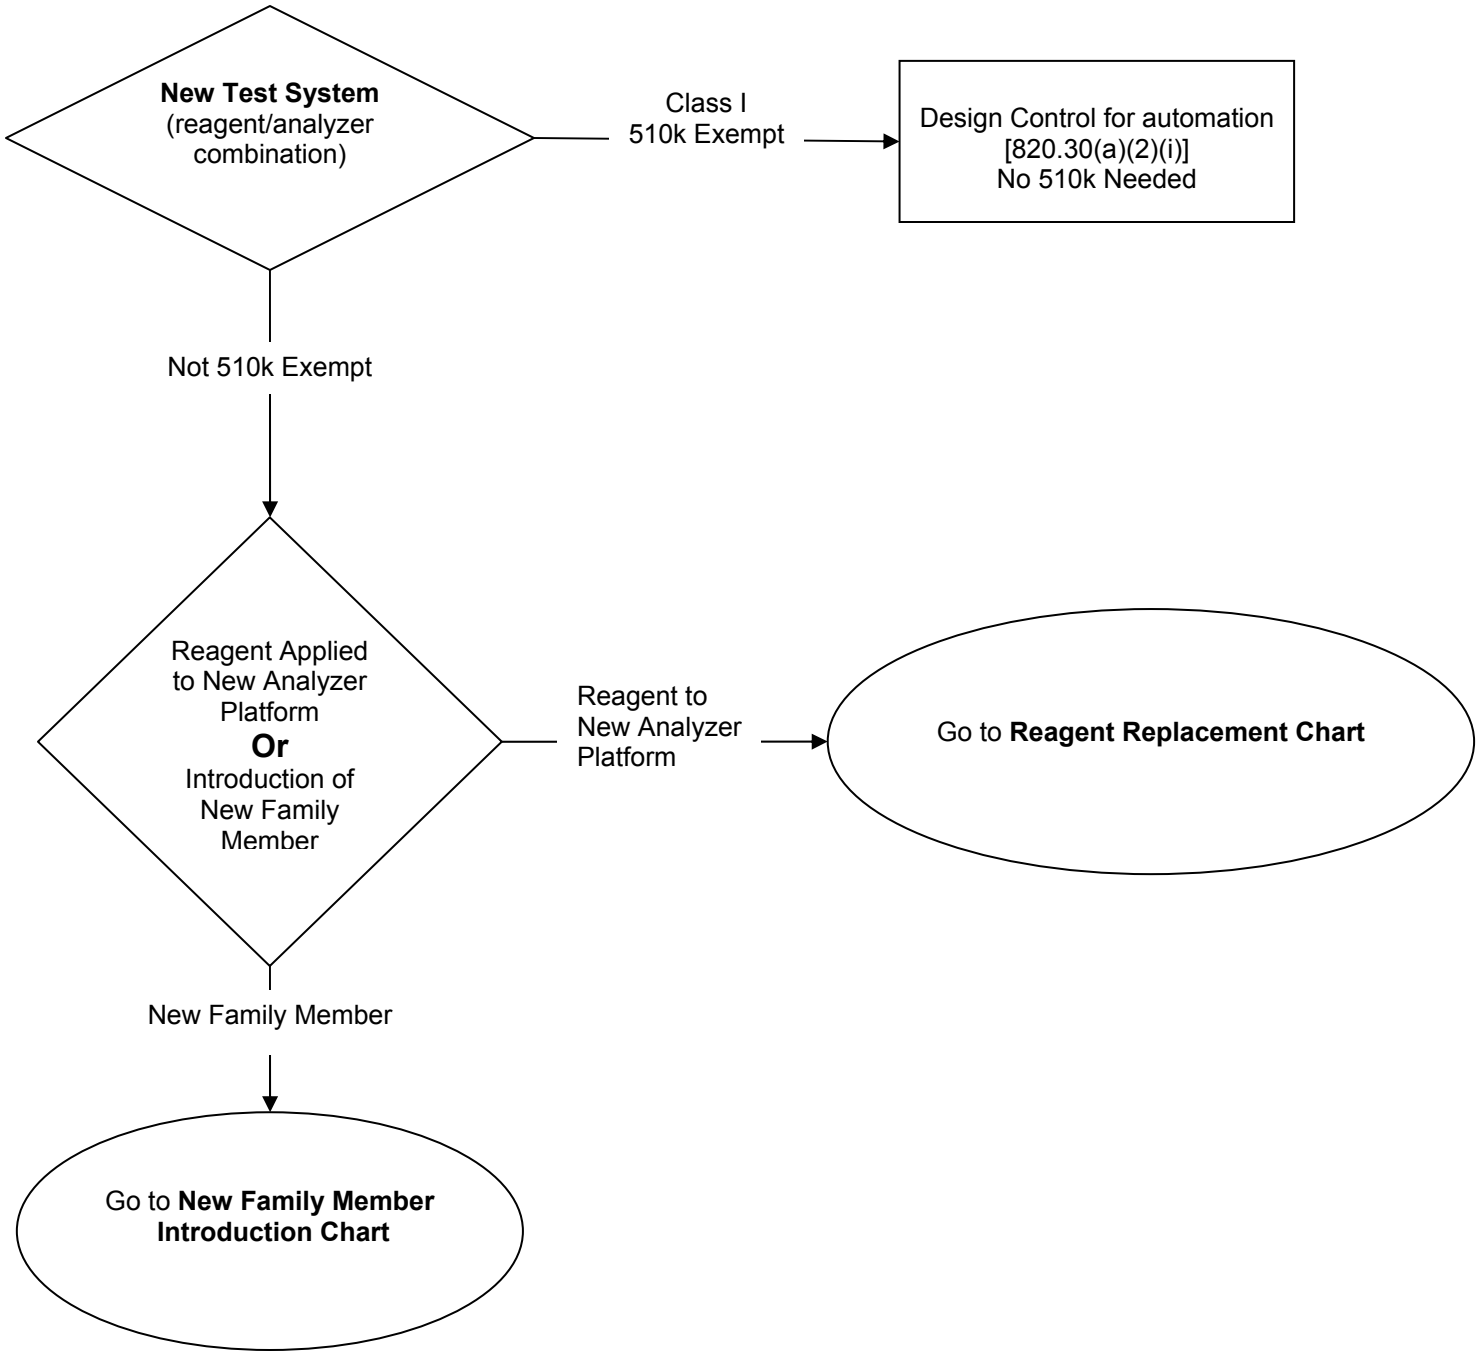 New Test System
(reagent/analyzer
combination)
Class I
510k Exempt
Design Control for automation
[820.30(a)(2)(i)]
No 510k Needed
Not 510k Exempt
Reagent Applied
to New Analyzer
Platform
Or
Introduction of
New Family
Member
Reagent to
New Analyzer
Platform
Go to Reagent Replacement Chart
New Family Member
Go to New Family Member
Introduction Chart